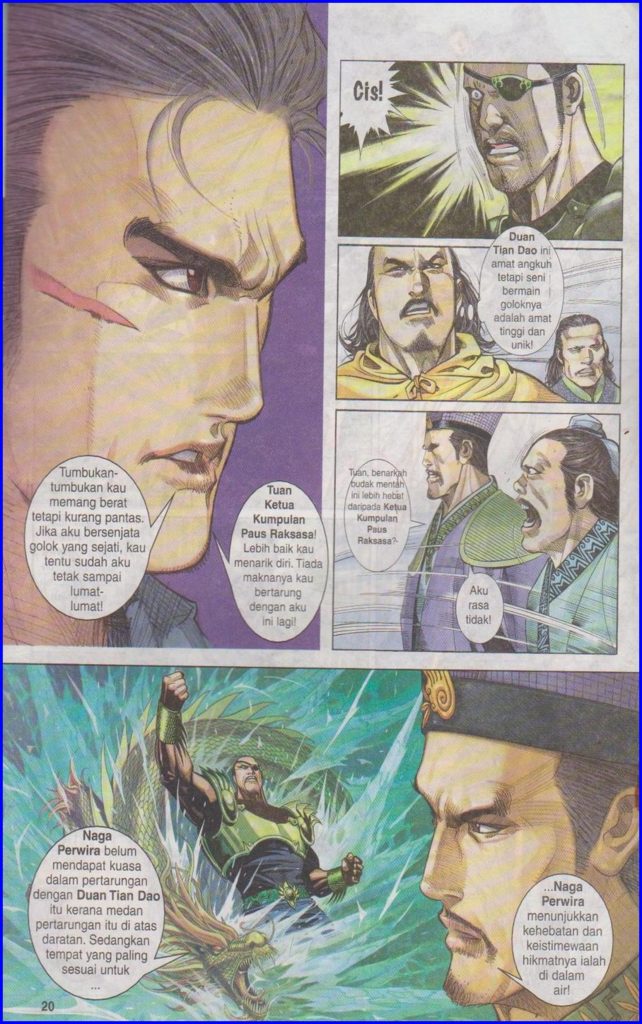 Tumbukan-
tumbukan kau
memang berat
tetapi kurang pantas.
Jika aku bersenjata
golok yang sejati, kau
tentu sudah aku
tetak sampai
lumat-
lumat!
Tuan
Ketua
Kumpulan
Paus Raksasa!
Lebih baik kau
menarik diri. Tiada
maknanya kau
bertarung
dengan aku
ini lagi!
Cis!
Duan
Tian Dao ini
amat angkuh
tetapi seni
bermain
goloknya
adalah amat
tinggi dan
unik!
Tuan, benarkah
budak mentah
ini lebih hebat
daripada Ketua
Kumpulan
Paus
Raksasa?
Aku
rasa
tidak!
Naga
Perwira belum
mendapat kuasa
dalam pertarungan
dengan Duan Tian Dao
itu kerana medan
pertarungan itu di atas
daratan. Sedangkan
tempat yang paling
sesuai untuk
...
...Naga
Perwira
menunjukkan
kehebatan dan
keistimewaan
hikmatnya ialah
di dalam
air!
20